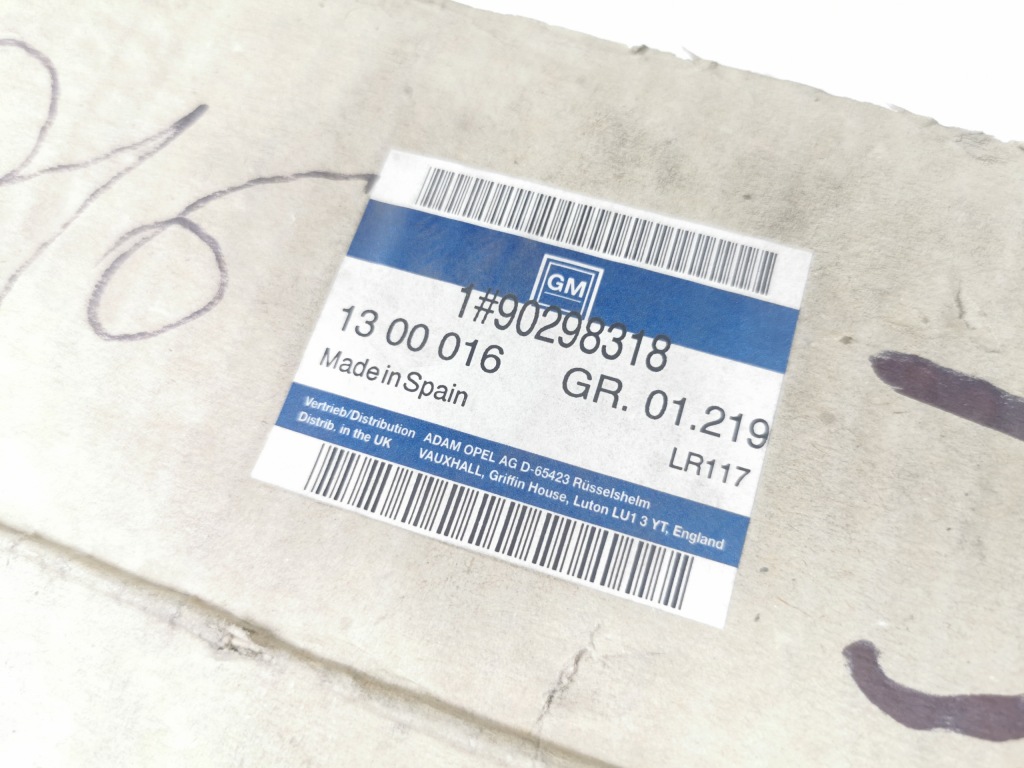 GM
1#90298318
13 00 016 GR. 01.219
Made in Spain
LR117
Vertrieb/Distribution ADAM OPEL AG D-65423 Rüsselsheim
Distrib. in the UK VAUXHALL, Griffin House, Luton LU1 3 YT, England